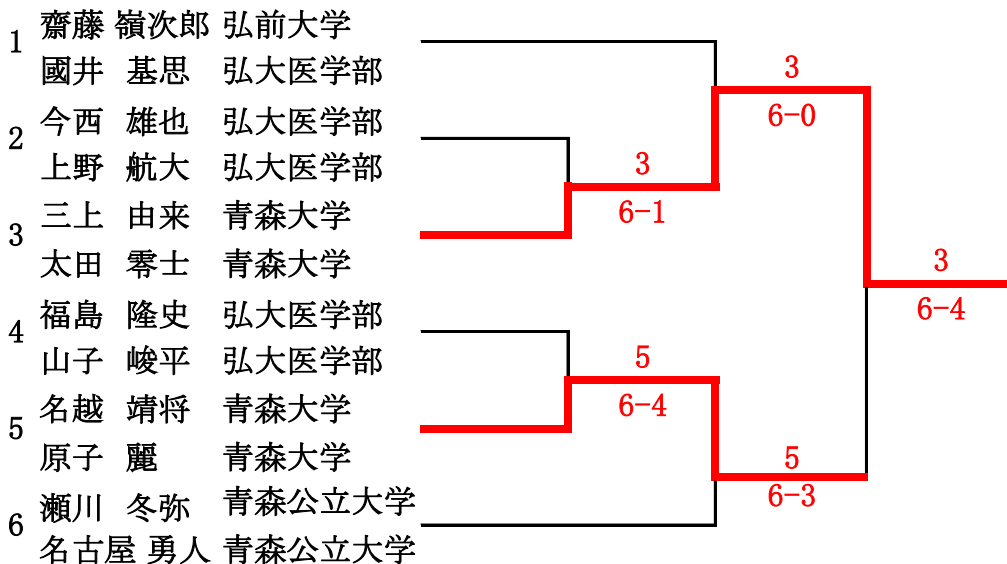 1
齋藤 嶺次郎 弘前大学
國井 基思 弘大医学部
2
今西 雄也 弘大医学部
上野 航大 弘大医学部
3
三上 由来 青森大学
太田 零士 青森大学
4
福島 隆史 弘大医学部
山子 峻平 弘大医学部
5
名越 靖将 青森大学
原子 麗 青森大学
6
瀬川 冬弥 青森公立大学
名古屋 勇人 青森公立大学
3
6-1
5
6-4
3
6-0
5
6-3
3
6-4